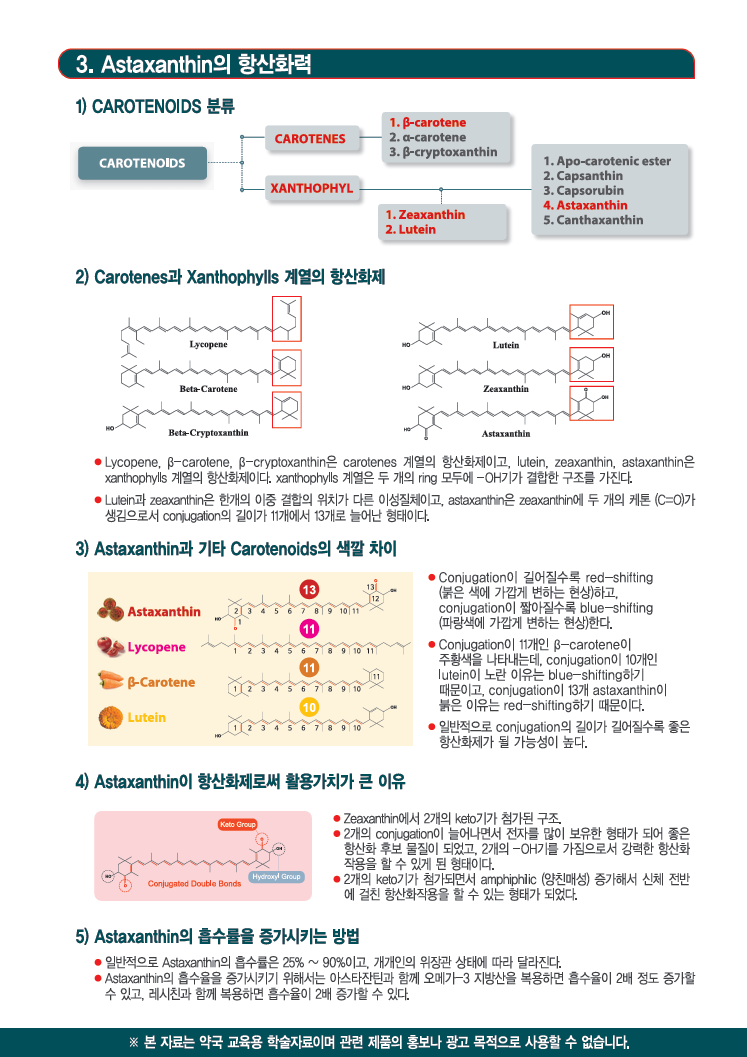 3. Astaxanthin의 항산화력
1) CAROTENOIDS 분류
CAROTENOIDS
CAROTENES
1. β-carotene
2. α-carotene
3. β-cryptoxanthin
XANTHOPHYL
1. Zeaxanthin
2. Lutein
1. Apo-carotenic ester
2. Capsanthin
3. Capsorubin
4. Astaxanthin
5. Canthaxanthin
2) Carotenes과 Xanthophylls 계열의 항산화제
Lycopene
Beta-Carotene
HO
Beta-Cryptoxanthin
OH
HO
Lutein
OH
HO
Zeaxanthin
O
OH
HO
O
Astaxanthin
● Lycopene, β-carotene, β-cryptoxanthin은 carotenes 계열의 항산화제이고, lutein, zeaxanthin, astaxanthin은
xanthophylls 계열의 항산화제이다. xanthophylls 계열은 두 개의 ring 모두에 -OH기가 결합한 구조를 가진다.
● Lutein과 zeaxanthin은 한개의 이중 결합의 위치가 다른 이성질체이고, astaxanthin은 zeaxanthin에 두 개의 케톤 (C=O)가
생김으로서 conjugation의 길이가 11개에서 13개로 늘어난 형태이다.
3) Astaxanthin과 기타 Carotenoids의 색깔 차이
Astaxanthin
13
O
13
12
OH
2 3 4 5 6 7 8 9 10 11
HO
1
O
Lycopene
11
1 2 3 4 5 6 7 8 9 10 11
β-Carotene
11
11
1 2 3 4 5 6 7 8 9 10
Lutein
10
OH
1 2 3 4 5 6 7 8 9 10
HO
● Conjugation이 길어질수록 red-shifting
(붉은 색에 가깝게 변하는 현상)하고,
conjugation이 짧아질수록 blue-shifting
(파랑색에 가깝게 변하는 현상)한다.
● Conjugation이 11개인 β-carotene이
주황색을 나타내는데, conjugation이 10개인
lutein이 노란 이유는 blue-shifting하기
때문이고, conjugation이 13개 astaxanthin이
붉은 이유는 red-shifting하기 때문이다.
● 일반적으로 conjugation의 길이가 길어질수록 좋은
항산화제가 될 가능성이 높다.
4) Astaxanthin이 항산화제로써 활용가치가 큰 이유
Keto Group
O
OH
HO
O
Conjugated Double Bonds
Hydroxyl Group
● Zeaxanthin에서 2개의 keto기가 첨가된 구조.
● 2개의 conjugation이 늘어나면서 전자를 많이 보유한 형태가 되어 좋은
항산화 후보 물질이 되었고, 2개의 -OH기를 가짐으로서 강력한 항산화
작용을 할 수 있게 된 형태이다.
● 2개의 keto기가 첨가되면서 amphiphilic (양친매성) 증가해서 신체 전반
에 걸친 항산화작용을 할 수 있는 형태가 되었다.
5) Astaxanthin의 흡수률을 증가시키는 방법
● 일반적으로 Astaxanthin의 흡수률은 25% ~ 90%이고, 개개인의 위장관 상태에 따라 달라진다.
● Astaxanthin의 흡수율을 증가시키기 위해서는 아스타잔틴과 함께 오메가-3 지방산을 복용하면 흡수율이 2배 정도 증가할
수 있고, 레시친과 함께 복용하면 흡수율이 2배 증가할 수 있다.
※ 본 자료는 약국 교육용 학술자료이며 관련 제품의 홍보나 광고 목적으로 사용할 수 없습니다.